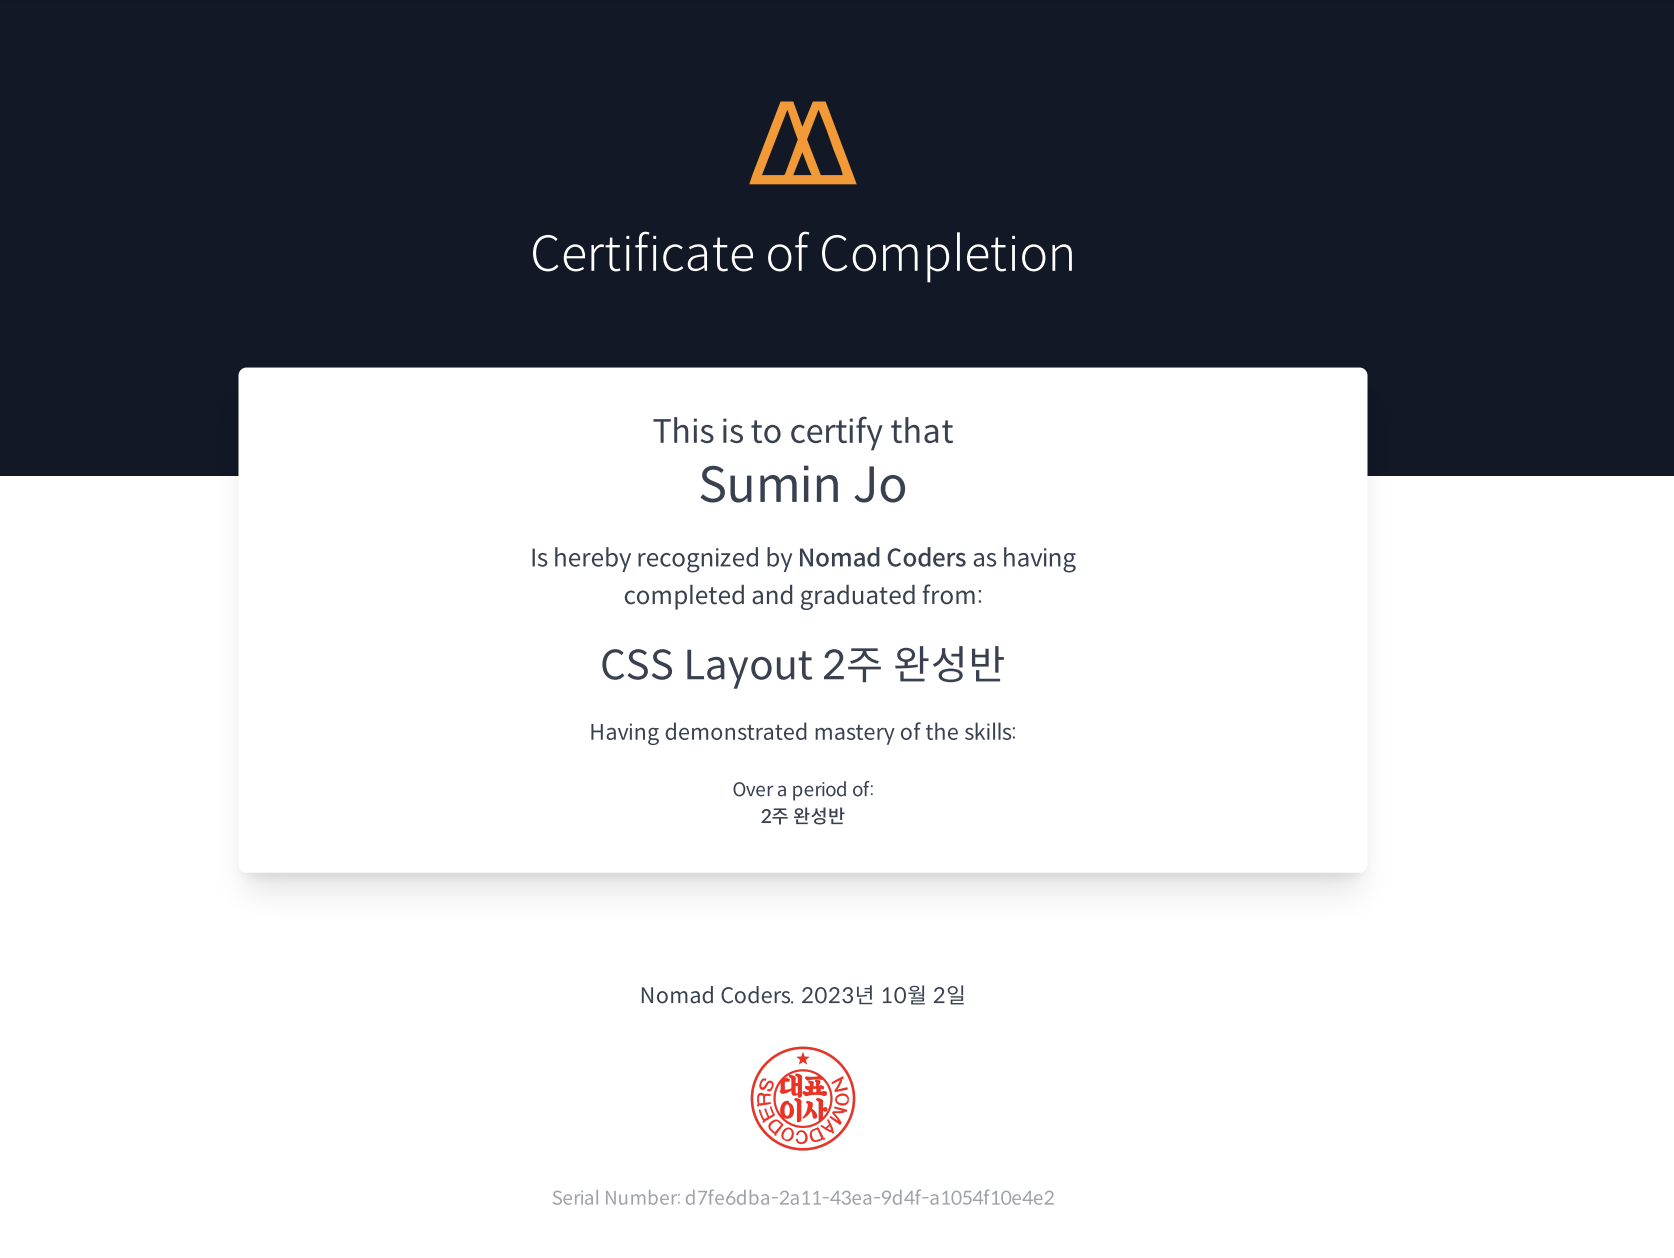 Certificate of Completion
This is to certify that
Sumin Jo
Is hereby recognized by Nomad Coders as having
completed and graduated from:
CSS Layout 2주 완성반
Having demonstrated mastery of the skills:
Over a period of:
2주 완성반
Nomad Coders. 2023년 10월 2일
대표
이사
NOMADCODERS
Serial Number: d7fe6dba-2a11-43ea-9d4f-a1054f10e4e2